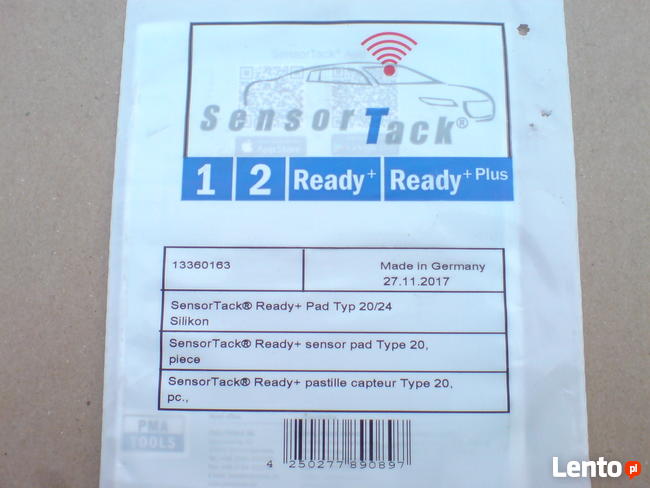 SensorTack®
AppStore
1 2 Ready+ Ready+ Plus
13360163
Made in Germany
27.11.2017
SensorTack® Ready+ Pad Typ 20/24
Silikon
SensorTack® Ready+ sensor pad Type 20,
piece
SensorTack® Ready+ pastille capteur Type 20,
pc.,
PMA
TOOLS
4 250277 890897
Lento.pl